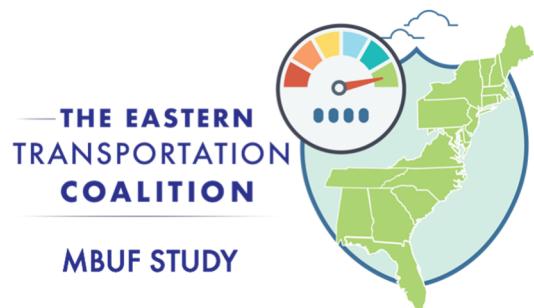 THE EASTERN
TRANSPORTATION
COALITION
MBUF STUDY